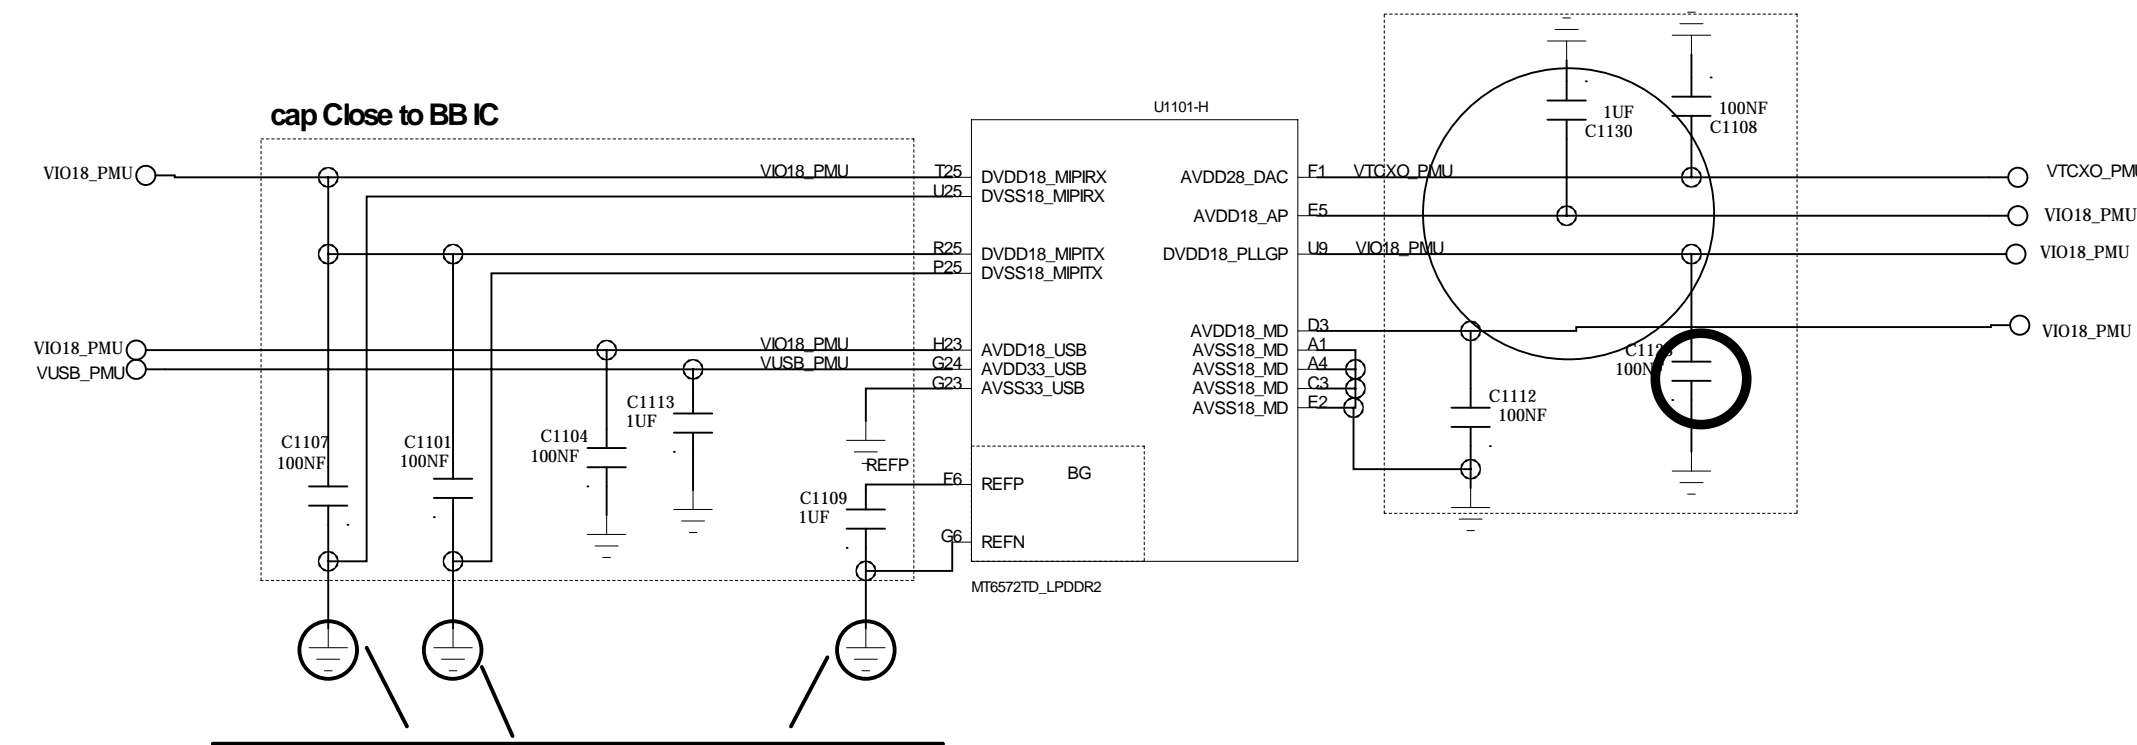 U1101-H
cap Close to BB IC
1UF
C1130
100NF
C1108
VIO18_PMU
VIO18_PMU
T25
DVDD18_MIPIRX
U25
DVSS18_MIPIRX
R25
DVDD18_MIPITX
P25
DVSS18_MIPITX
AVDD28_DAC
F1
VTCXO_PMU
AVDD18_AP
E5
DVDD18_PLLGP
U9
VIO18_PMU
VIO18_PMU
VIO18_PMU
VIO18_PMU
VIO18_PMU
VUSB_PMU
VIO18_PMU
VUSB_PMU
H23
AVDD18_USB
G24
AVDD33_USB
G23
AVSS33_USB
AVDD18_MD
D3
AVSS18_MD
A1
AVSS18_MD
A4
AVSS18_MD
C3
AVSS18_MD
E2
100N
C1112
100NF
C1107
100NF
C1101
100NF
C1104
100NF
C1113
1UF
C1109
1UF
REFP
F6
REFP
BG
G6
REFN
MT6572TD_LPDDR2